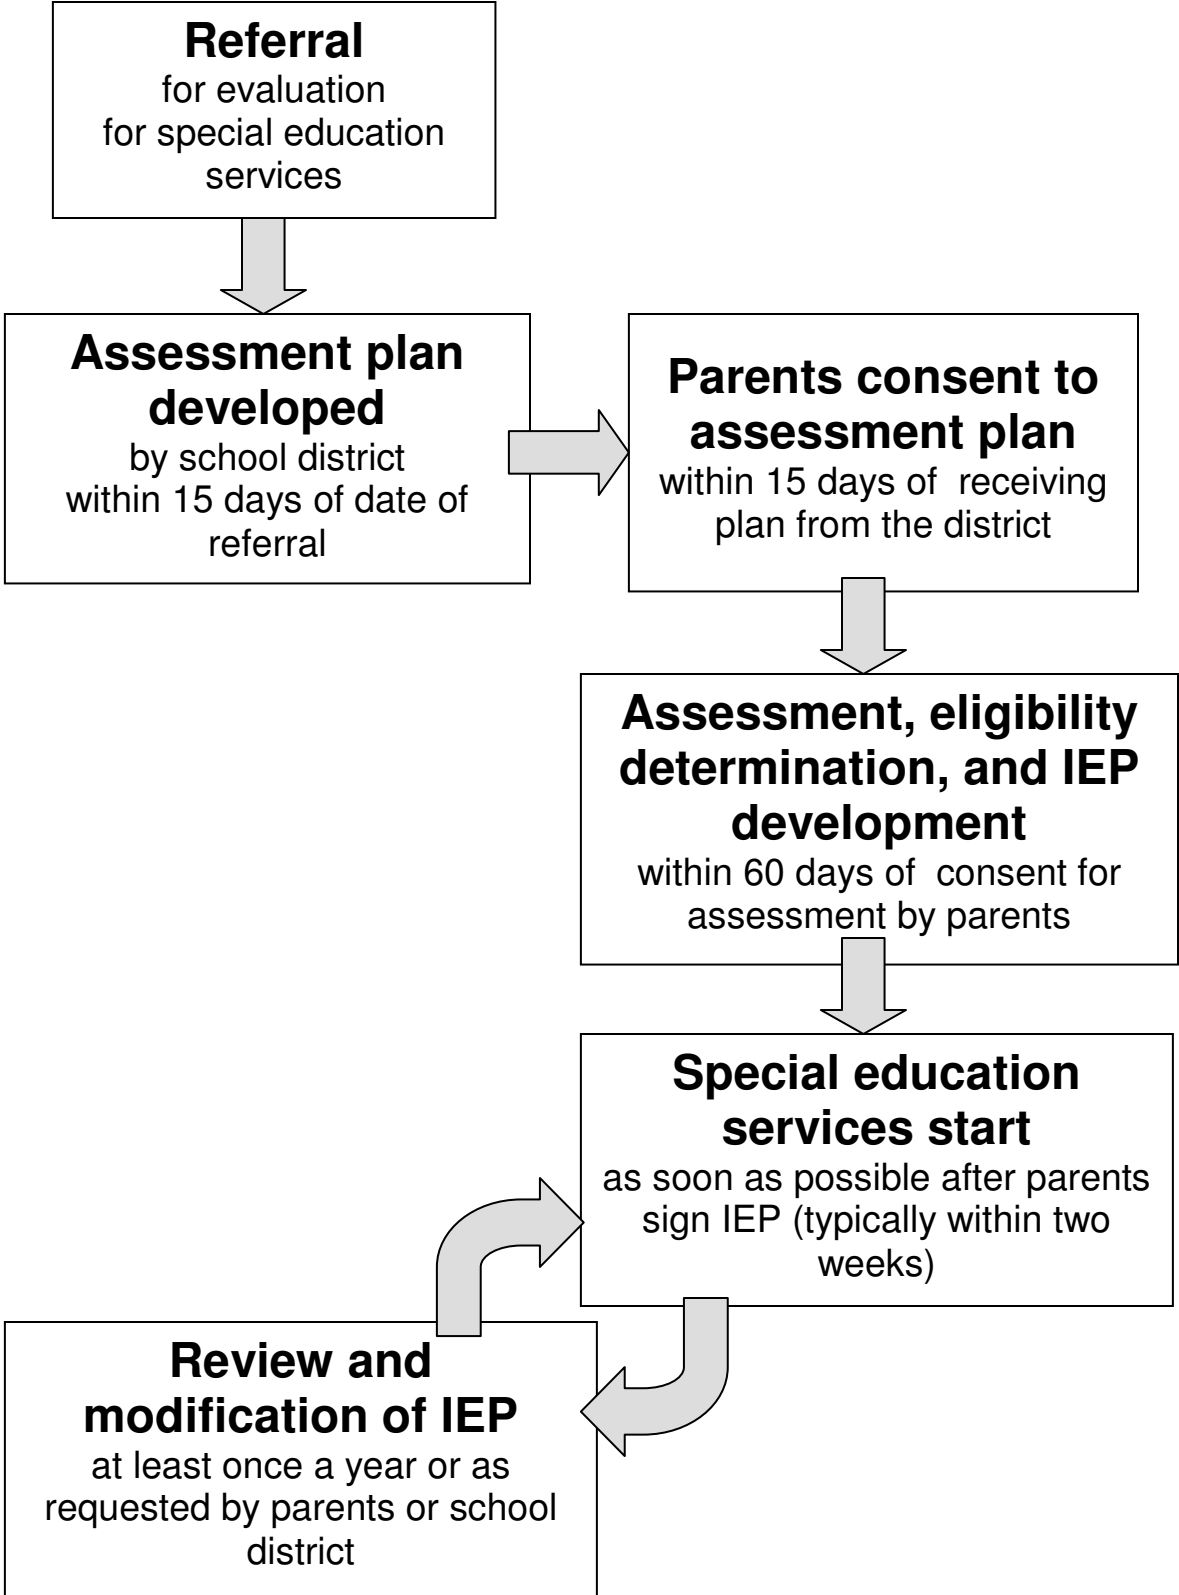 Referral
for evaluation
for special education
services
Assessment plan
developed
by school district
within 15 days of date of
referral
Parents consent to
assessment plan
within 15 days of  receiving
plan from the district
Assessment, eligibility
determination, and IEP
development
within 60 days of  consent for
assessment by parents
Special education
services start
as soon as possible after parents
sign IEP (typically within two
weeks)
Review and
modification of IEP
at least once a year or as
requested by parents or school
district